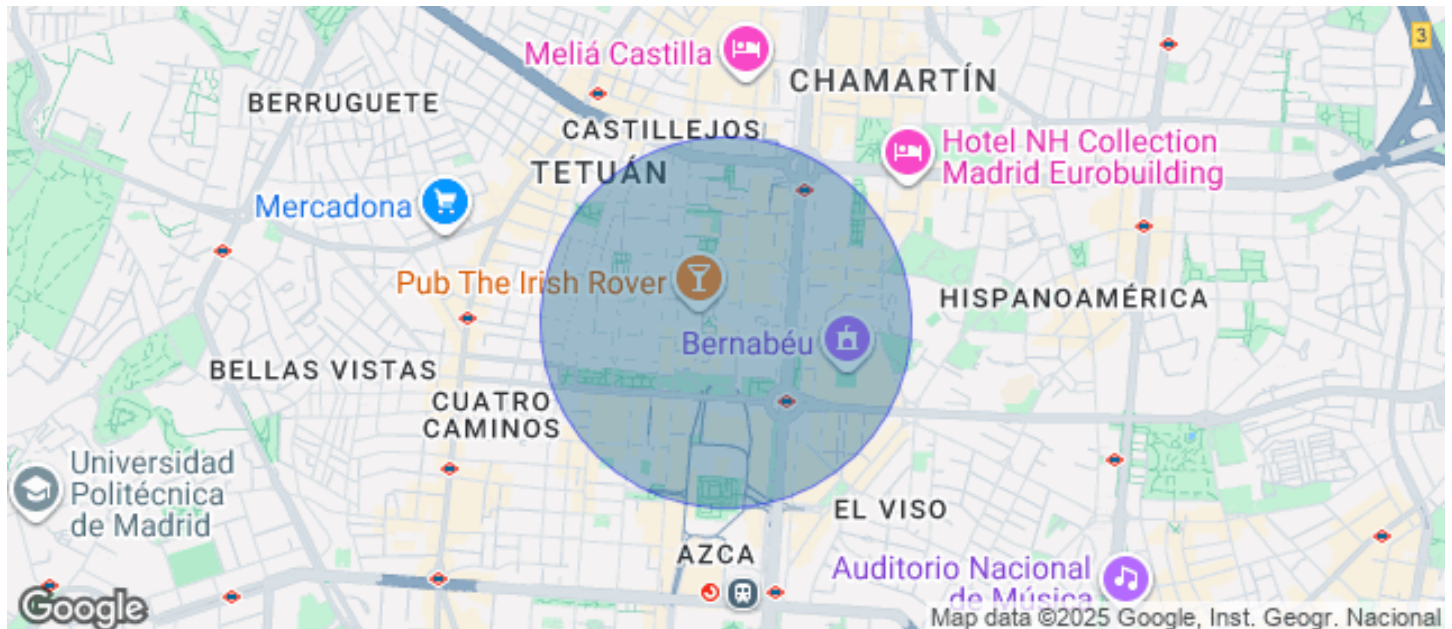 3
Meliá Castilla
CHAMARTÍN
BERRUGUETE
CASTILLEJOS
Hotel NH Collection
Madrid Eurobuilding
TETUÁN
Mercadona
Pub The Irish Rover
HISPANOAMÉRICA
Bernabéu
BELLAS VISTAS
CUATRO
CAMINOS
Universidad
Politécnica
de Madrid
EL VISO
AZCA
Auditorio Nacional
de Música
Google
Map data ©2025 Google, Inst. Geogr. Nacional